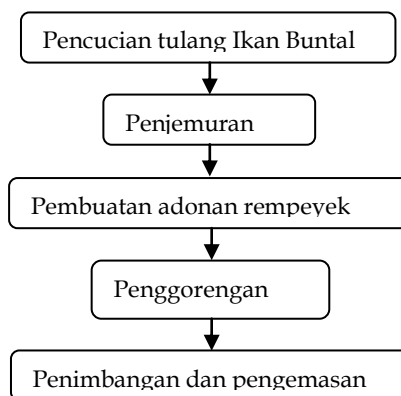 Pencucian tulang Ikan Buntal
Penjemuran
Pembuatan adonan rempeyek
Penggorengan
Penimbangan dan pengemasan